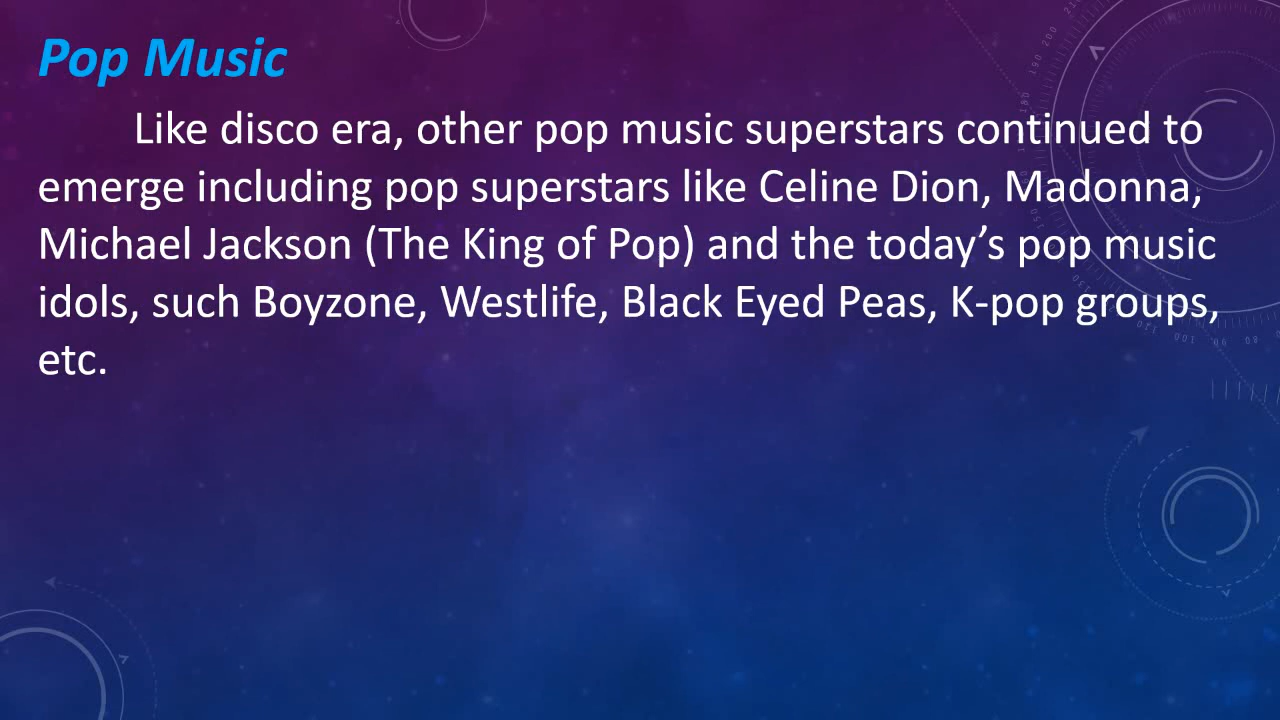 Pop Music
Like disco era, other pop music superstars continued to
emerge including pop superstars like Celine Dion, Madonna,
Michael Jackson (The King of Pop) and the today’s pop music
idols, such Boyzone, Westlife, Black Eyed Peas, K-pop groups,
etc.